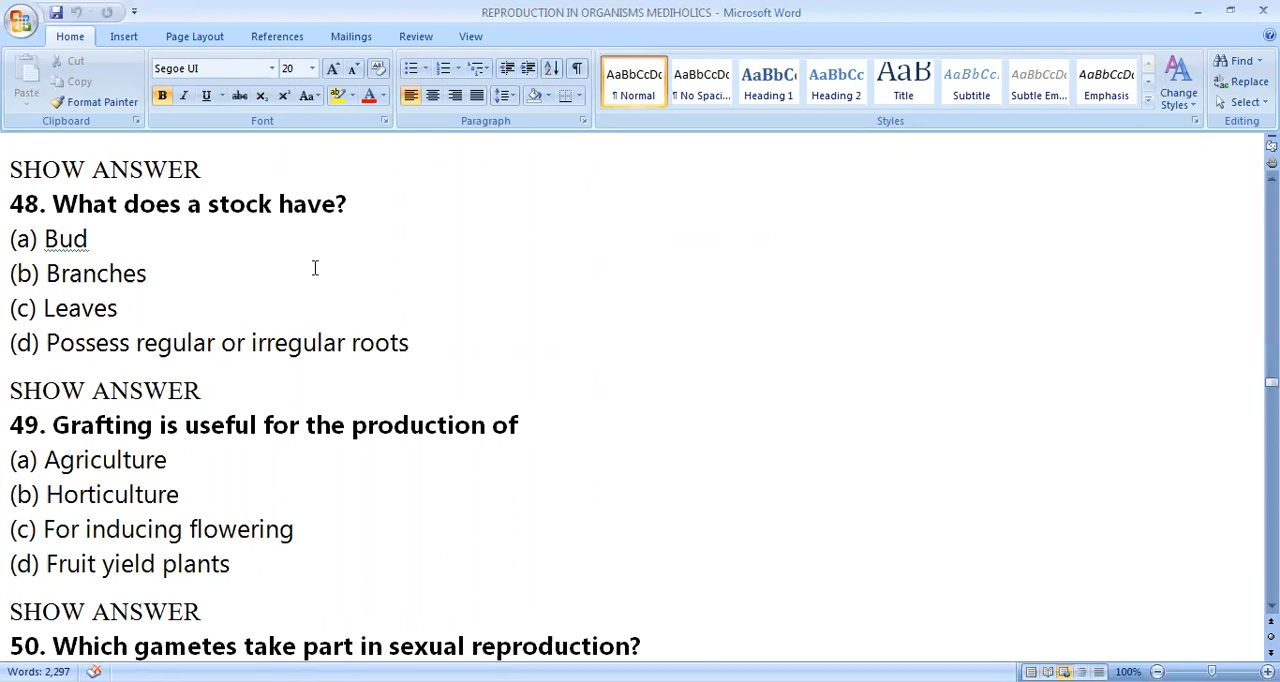 REPRODUCTION IN ORGANISMS MEDIHOLICS - Microsoft Word
Home Insert Page Layout References Mailings Review View
Paste
Cut
Copy
Format Painter
Clipboard
Segoe UI 20
Font
Paragraph
AaBbCcDc AaBbCcDc AaBbC AaBbCc AaB AaBbCc. AaBbCcDc AaBbCcDc
¶ Normal ¶ No Spaci... Heading 1 Heading 2 Title Subtitle Subtle Em... Emphasis
Change Styles
Styles
Find
Replace
Select
Editing
SHOW ANSWER
48. What does a stock have?
(a) Bud
(b) Branches
(c) Leaves
(d) Possess regular or irregular roots
SHOW ANSWER
49. Grafting is useful for the production of
(a) Agriculture
(b) Horticulture
(c) For inducing flowering
(d) Fruit yield plants
SHOW ANSWER
50. Which gametes take part in sexual reproduction?
Words: 2,297
100%